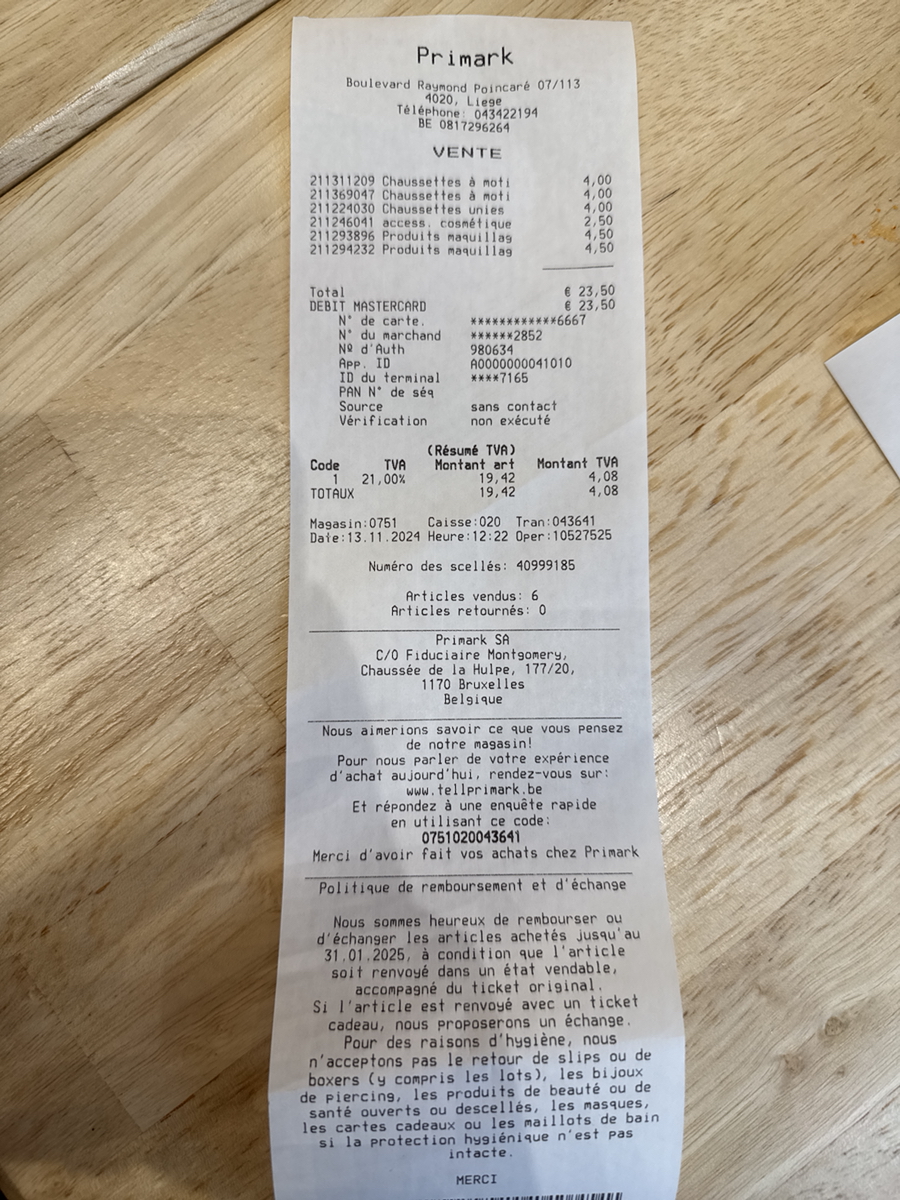 Primark
Boulevard Raymond Poincaré 07/113
4020, Liege
Téléphone: 043422194
BE 0817296264
VENTE
211311209 Chaussettes à moti 4,00
211369047 Chaussettes à moti 4,00
211224030 Chaussettes unies 4,00
211246041 access. cosmétique 2,50
211293896 Produits maquillag 4,50
211294232 Produits maquillag 4,50
Total € 23,50
DEBIT MASTERCARD € 23,50
N° de carte. ************6667
N° du marchand ******2852
Nº d'Auth 980634
App. ID A0000000041010
ID du terminal ****7165
PAN N° de séq
Source sans contact
Vérification non exécuté
(Résumé TVA)
Code TVA Montant art Montant TVA
1 21,00% 19,42 4,08
TOTAUX 19,42 4,08
Magasin:0751 Caisse:020 Tran:043641
Date:13.11.2024 Heure:12:22 Oper:10527525
Numéro des scellés: 40999185
Articles vendus: 6
Articles retournés: 0
Primark SA
C/O Fiduciaire Montgomery,
Chaussée de la Hulpe, 177/20,
1170 Bruxelles
Belgique
Nous aimerions savoir ce que vous pensez
de notre magasin!
Pour nous parler de votre expérience
d'achat aujourd'hui, rendez-vous sur:
www.tellprimark.be
Et répondez à une enquête rapide
en utilisant ce code:
0751020043641
Merci d'avoir fait vos achats chez Primark
Politique de remboursement et d'échange
Nous sommes heureux de rembourser ou
d'échanger les articles achetés jusqu'au
31.01.2025, à condition que l'article
soit renvoyé dans un état vendable,
accompagné du ticket original.
Si l'article est renvoyé avec un ticket
cadeau, nous proposerons un échange.
Pour des raisons d'hygiène, nous
n'acceptons pas le retour de slips ou de
boxers (y compris les lots), les bijoux
de piercing, les produits de beauté ou de
santé ouverts ou descellés, les masques,
les cartes cadeaux ou les maillots de bain
si la protection hygiénique n'est pas
intacte.
MERCI